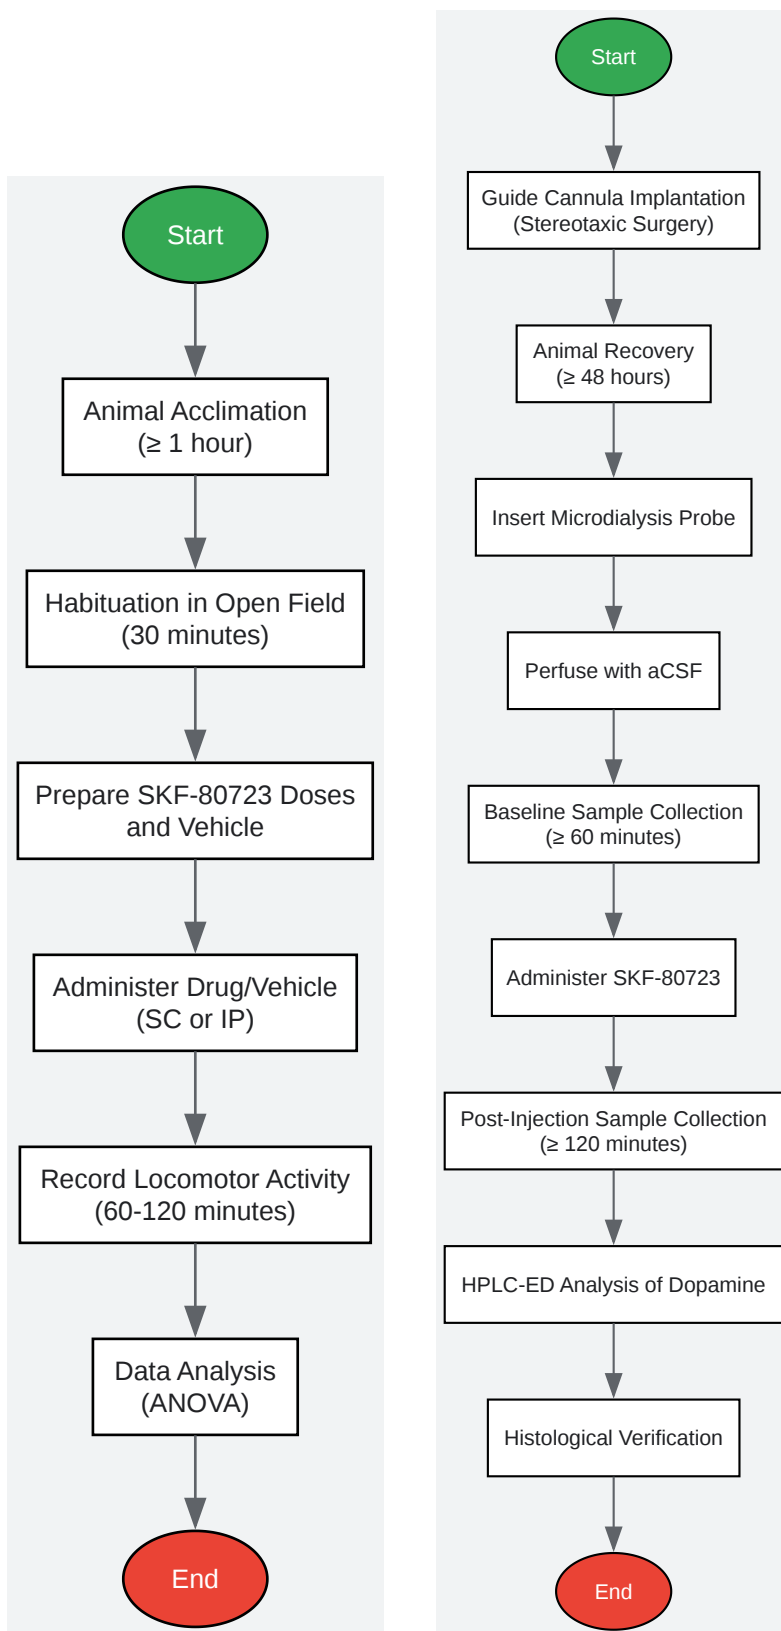 Start
Animal Acclimation
(≥ 1 hour)
Habituation in Open Field
(30 minutes)
Prepare SKF-80723 Doses
and Vehicle
Administer Drug/Vehicle
(SC or IP)
Record Locomotor Activity
(60-120 minutes)
Data Analysis
(ANOVA)
End
Start
Guide Cannula Implantation
(Stereotaxic Surgery)
Animal Recovery
(≥ 48 hours)
Insert Microdialysis Probe
Perfuse with aCSF
Baseline Sample Collection
(≥ 60 minutes)
Administer SKF-80723
Post-Injection Sample Collection
(≥ 120 minutes)
HPLC-ED Analysis of Dopamine
Histological Verification
End